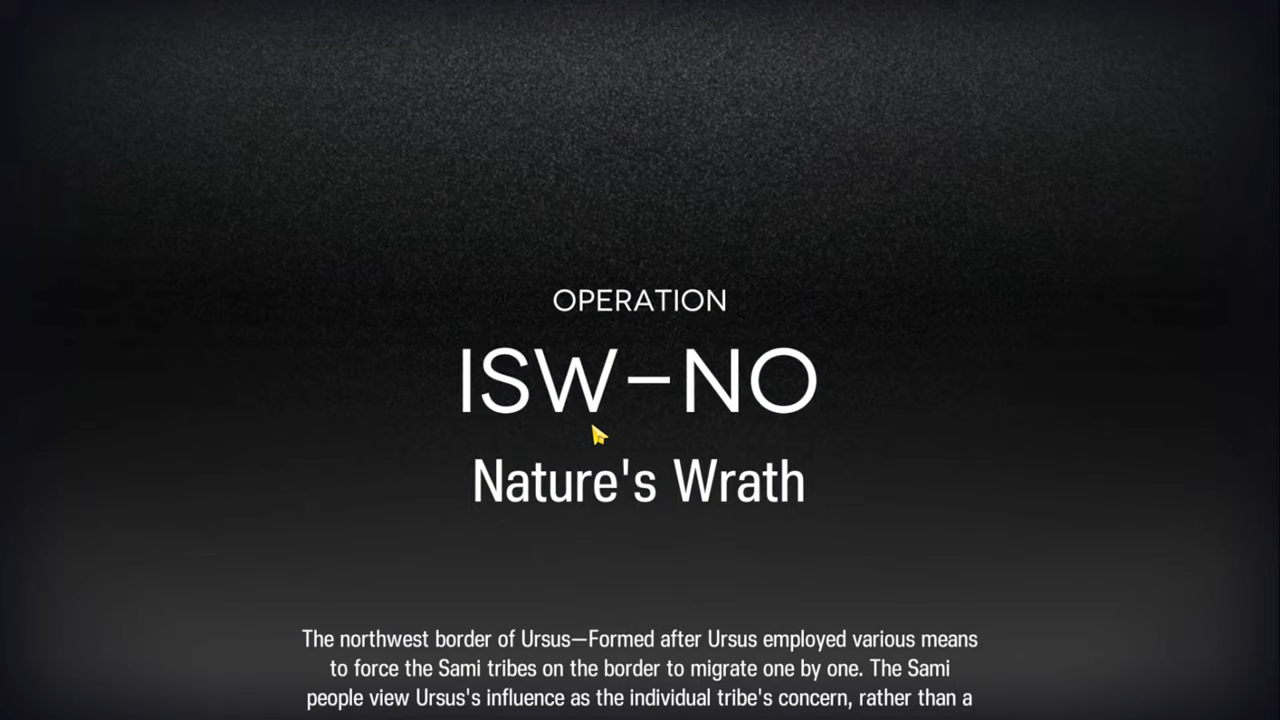 OPERATION
ISW-NO
Nature's Wrath
The northwest border of Ursus—Formed after Ursus employed various means
to force the Sami tribes on the border to migrate one by one. The Sami
people view Ursus's influence as the individual tribe's concern, rather than a